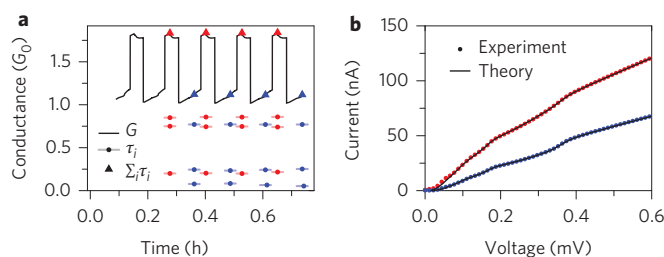 a
Conductance (G₀)
1.5
1.0
0.5
0.0
G
τᵢ
Σᵢτᵢ
0.0 0.2 0.4 0.6
Time (h)
b
Current (nA)
150
100
50
0
Experiment
Theory
0.0 0.2 0.4 0.6
Voltage (mV)